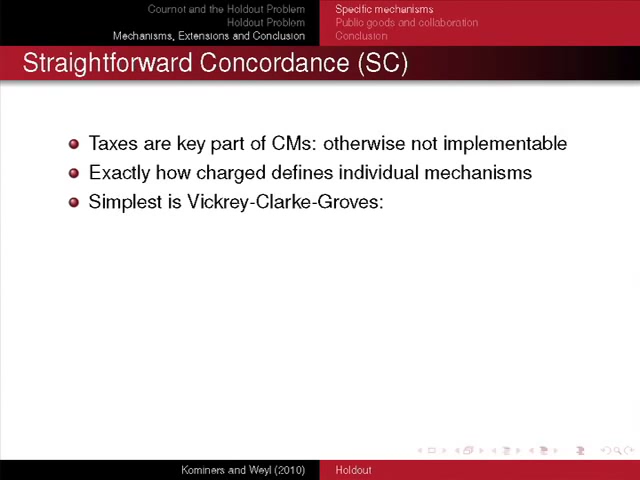 Cournot and the Holdout Problem
Holdout Problem
Mechanisms, Extensions and Conclusion
Specific mechanisms
Public goods and collaboration
Conclusion
Straightforward Concordance (SC)
Taxes are key part of CMs: otherwise not implementable
Exactly how charged defines individual mechanisms
Simplest is Vickrey-Clarke-Groves:
Kominers and Weyl (2010)
Holdout